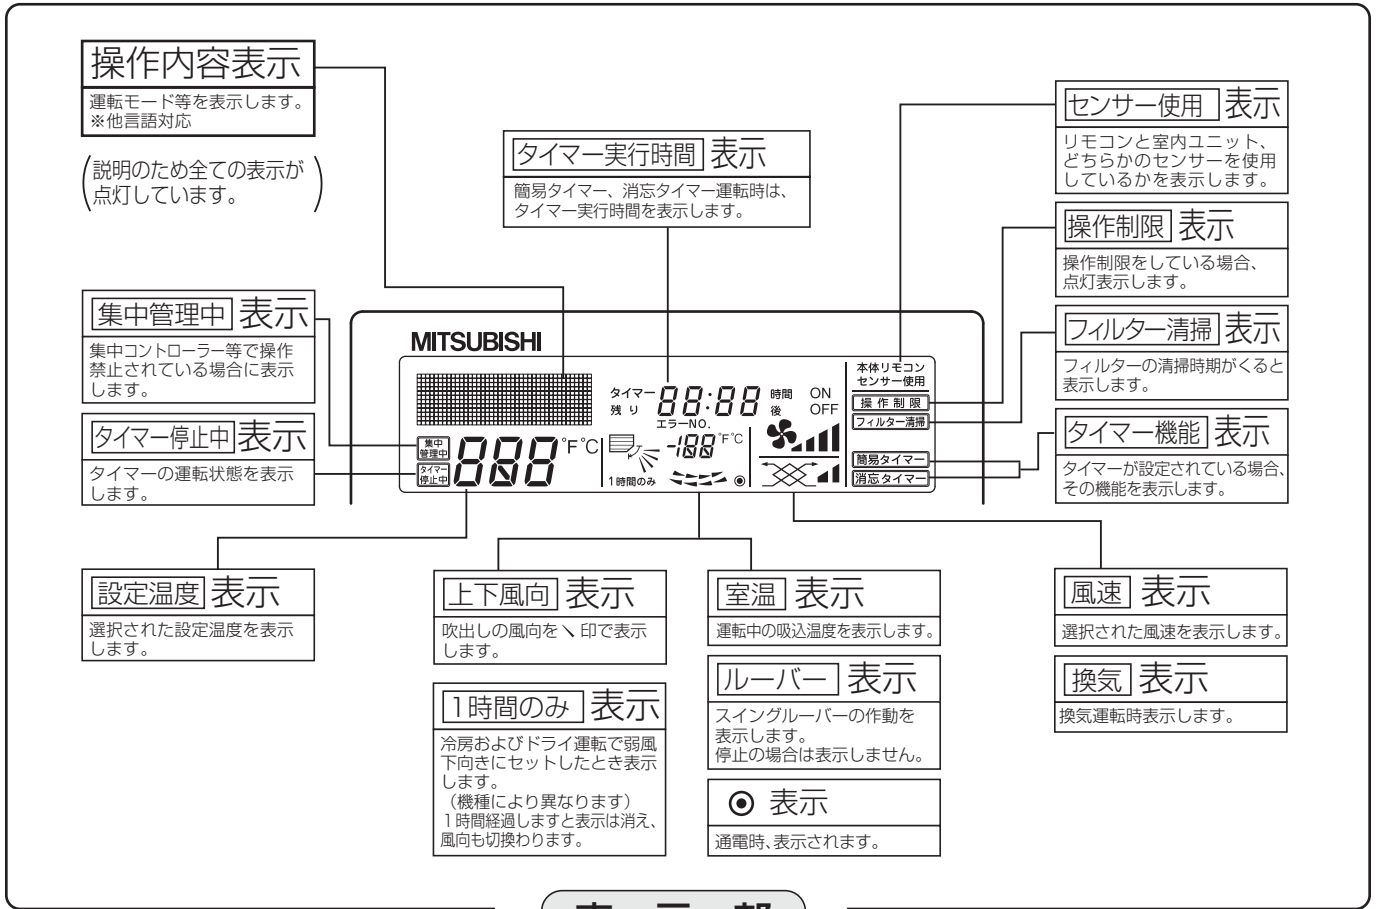 操作内容表示
運転モード等を表示します。
※他言語対応
(説明のため全ての表示が
点灯しています。)
タイマー実行時間 表示
簡易タイマー、消忘タイマー運転時は、
タイマー実行時間を表示します。
センサー使用 表示
リモコンと室内ユニット、
どちらかのセンサーを使用
しているかを表示します。
操作制限 表示
操作制限をしている場合、
点灯表示します。
フィルター清掃 表示
フィルターの清掃時期がくると
表示します。
タイマー機能 表示
タイマーが設定されている場合、
その機能を表示します。
集中管理中 表示
集中コントローラー等で操作
禁止されている場合に表示
します。
タイマー停止中 表示
タイマーの運転状態を表示
します。
MITSUBISHI
タイマー 88:88 時間 ON
残り 後 OFF
エラーNO.
本体リモコン
センサー使用
操作制限
フィルター清掃
簡易タイマー
消忘タイマー
集中
管理中
タイマー
停止中
888 °F°C
-188 °F°C
1時間のみ
設定温度 表示
選択された設定温度を表示
します。
上下風向 表示
吹出しの風向を﹨印で表示
します。
1時間のみ 表示
冷房およびドライ運転で弱風
下向きにセットしたとき表示
します。
(機種により異なります)
1時間経過しますと表示は消え、
風向も切換わります。
室温 表示
運転中の吸込温度を表示します。
ルーバー 表示
スイングルーバーの作動を
表示します。
停止の場合は表示しません。
⦿ 表示
通電時、表示されます。
風速 表示
選択された風速を表示します。
換気 表示
換気運転時表示します。
表示部